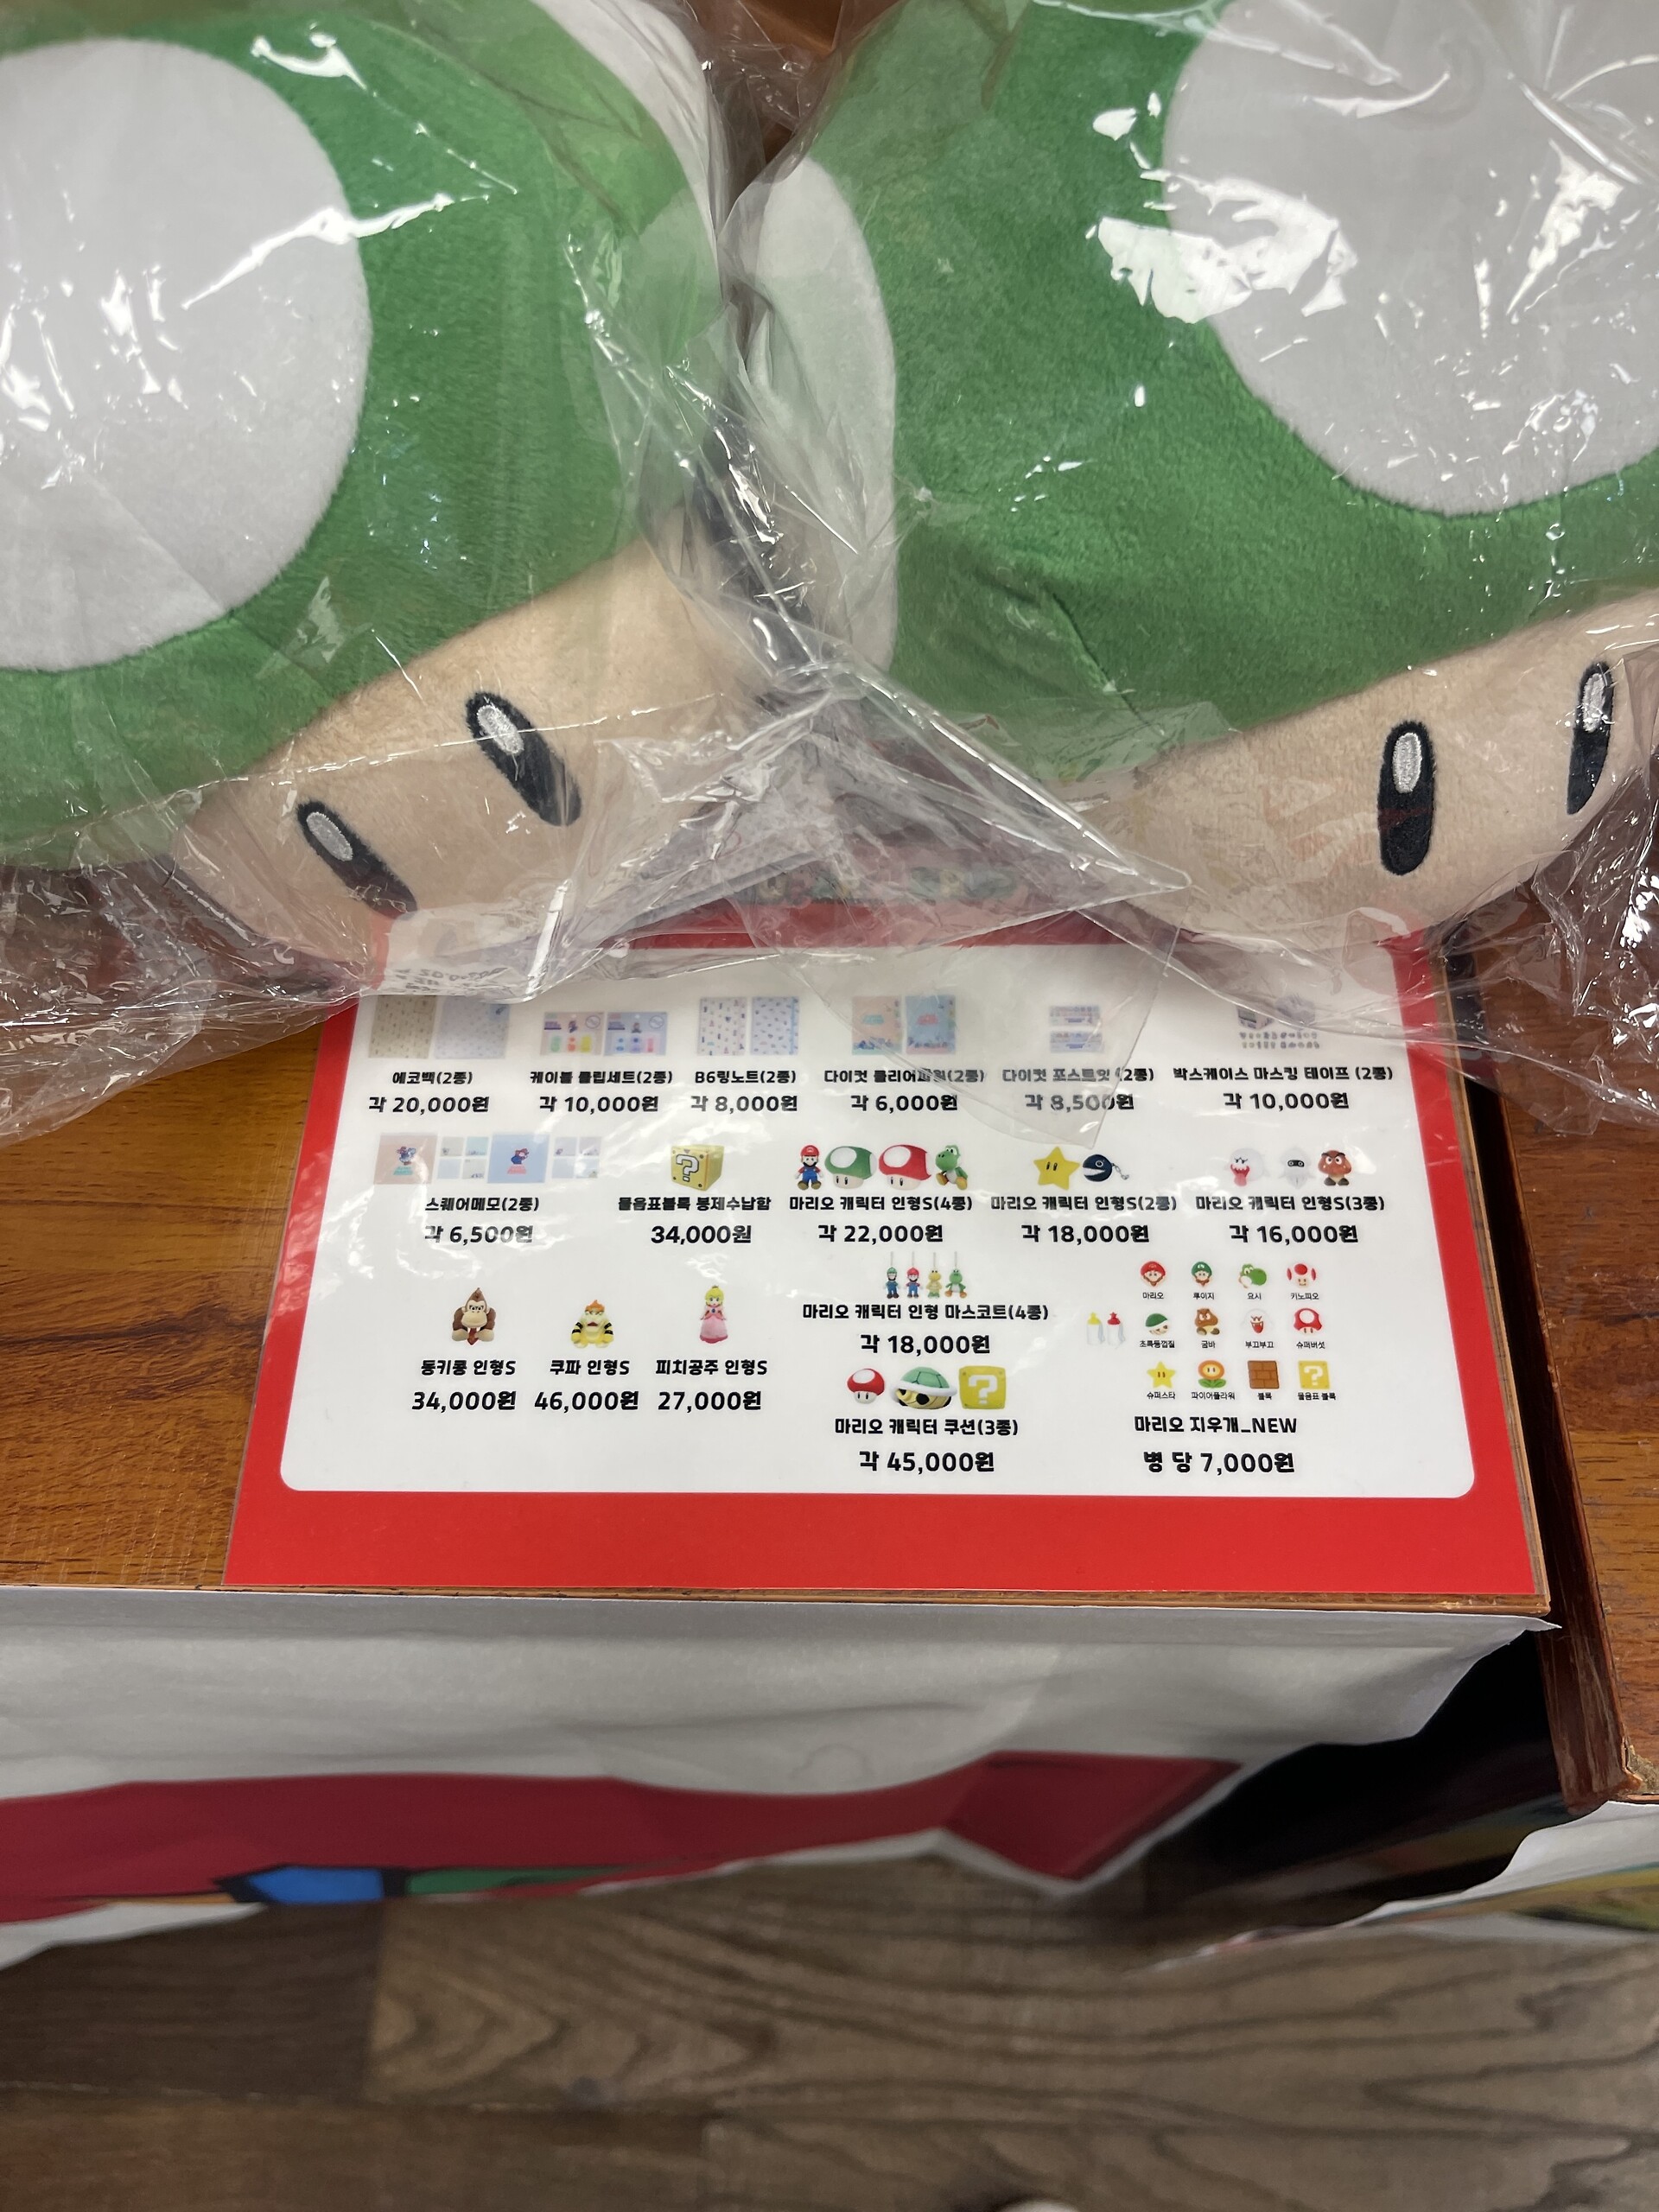 에코백(2종)
각 20,000원
케이블 클립세트(2종)
각 10,000원
B6링노트(2종)
각 8,000원
다이컷 클리어파일(2종)
각 6,000원
다이컷 포스트잇 (2종)
각 8,500원
박스케이스 마스킹 테이프 (2종)
각 10,000원
스퀘어메모(2종)
각 6,500원
물음표블록 봉제수납함
34,000원
마리오 캐릭터 인형S(4종)
각 22,000원
마리오 캐릭터 인형S(2종)
각 18,000원
마리오 캐릭터 인형S(3종)
각 16,000원
동키콩 인형S
34,000원
쿠파 인형S
46,000원
피치공주 인형S
27,000원
마리오 캐릭터 인형 마스코트(4종)
각 18,000원
마리오 캐릭터 쿠션(3종)
각 45,000원
마리오 루이지 요시 키노피오
초록등껍질 굼바 부끄부끄 슈퍼버섯
슈퍼스타 파이어플라워 블록 물음표 블록
마리오 지우개_NEW
병 당 7,000원